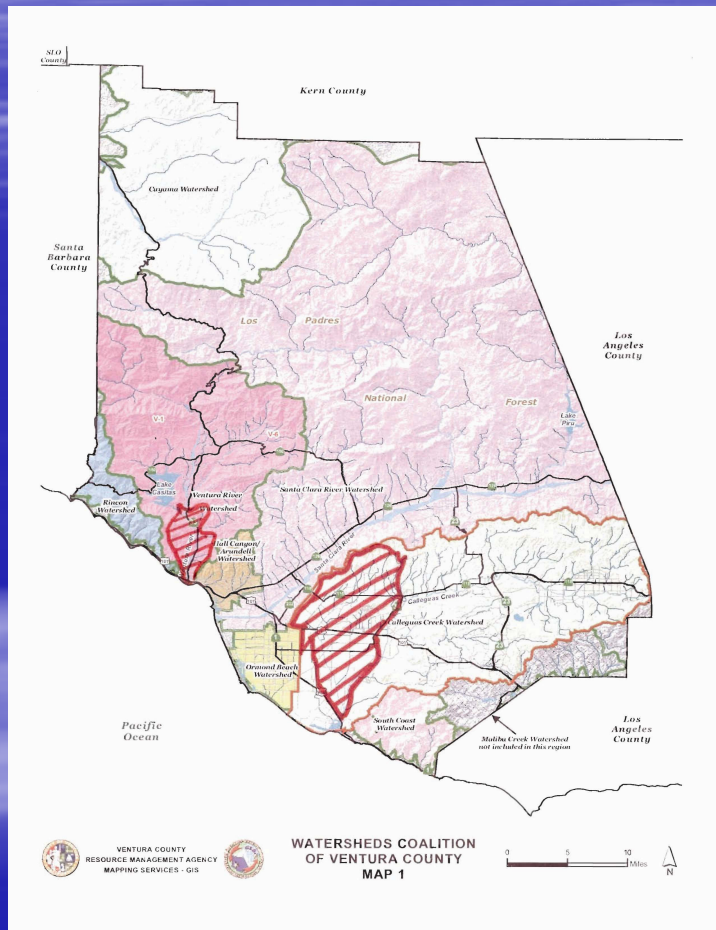 SLO
County
Kern County
Cuyama Watershed
Santa
Barbara
County
Los Padres
Los
Angeles
County
National Forest
Lake
Piru
V-1
V-6
Lake
Casitas
Ventura River
Watershed
Santa Clara River Watershed
Rincon
Watershed
Hall Canyon/
Arundell
Watershed
Santa Clara River
Calleguas Creek
Calleguas Creek Watershed
Ormond Beach
Watershed
Pacific
Ocean
South Coast
Watershed
Malibu Creek Watershed
not included in this region
Los
Angeles
County
VENTURA COUNTY
RESOURCE MANAGEMENT AGENCY
MAPPING SERVICES - GIS
WATERSHEDS COALITION
OF VENTURA COUNTY
MAP 1
0 5 10
Miles
N